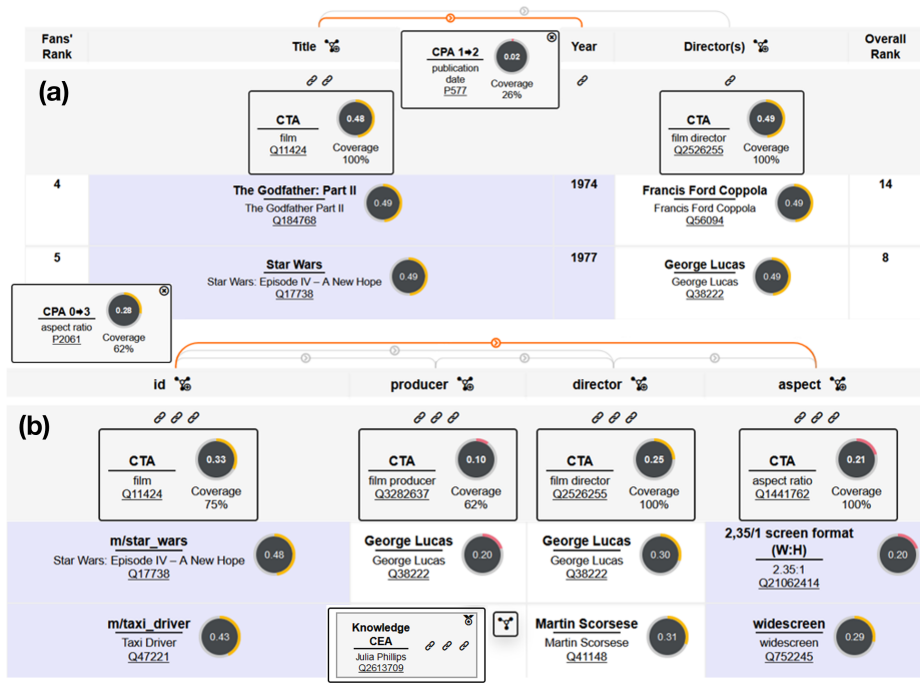 Fans' Rank
Title
CPA 1➔2
publication date
P577
0.02
Coverage
26%
Year
Director(s)
Overall Rank
(a)
CTA
film
Q11424
0.48
Coverage
100%
CTA
film director
Q2526255
0.49
Coverage
100%
4
The Godfather: Part II
The Godfather Part II
Q184768
0.49
1974
Francis Ford Coppola
Francis Ford Coppola
Q56094
0.49
14
5
Star Wars
Star Wars: Episode IV – A New Hope
Q17738
0.49
1977
George Lucas
George Lucas
Q38222
0.49
8
CPA 0➔3
aspect ratio
P2061
0.28
Coverage
62%
id
producer
director
aspect
(b)
CTA
film
Q11424
0.33
Coverage
75%
CTA
film producer
Q3282637
0.10
Coverage
62%
CTA
film director
Q2526255
0.25
Coverage
100%
CTA
aspect ratio
Q1441762
0.21
Coverage
100%
m/star_wars
Star Wars: Episode IV – A New Hope
Q17738
0.48
George Lucas
George Lucas
Q38222
0.20
George Lucas
George Lucas
Q38222
0.30
2,35/1 screen format
(W:H)
2.35:1
Q21062414
0.20
m/taxi_driver
Taxi Driver
Q47221
0.43
Knowledge
CEA
Julia Phillips
Q2613709
Martin Scorsese
Martin Scorsese
Q41148
0.31
widescreen
widescreen
Q752245
0.29